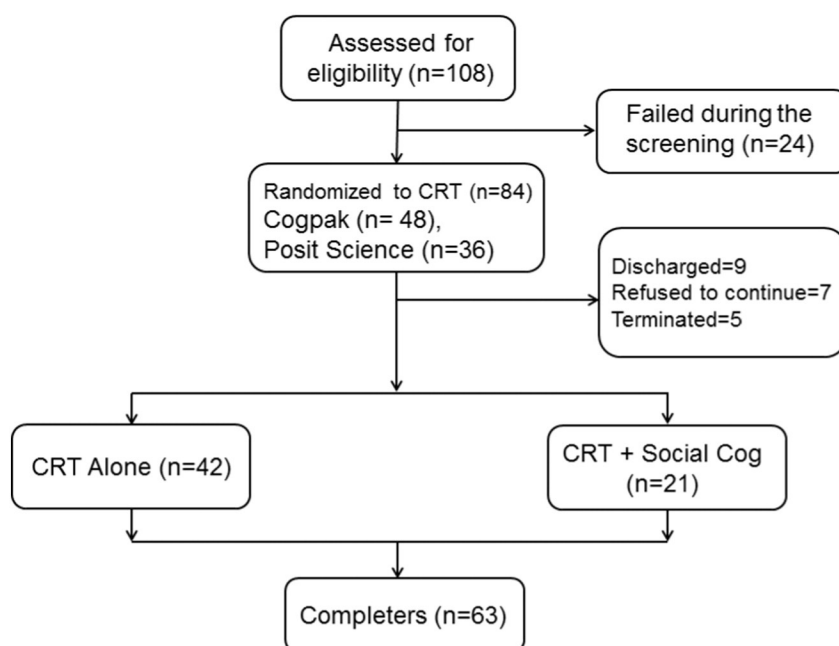 Assessed for
eligibility (n=108)
Failed during the
screening (n=24)
Randomized to CRT (n=84)
Cogpak (n= 48),
Posit Science (n=36)
Discharged=9
Refused to continue=7
Terminated=5
CRT Alone (n=42)
CRT + Social Cog
(n=21)
Completers (n=63)